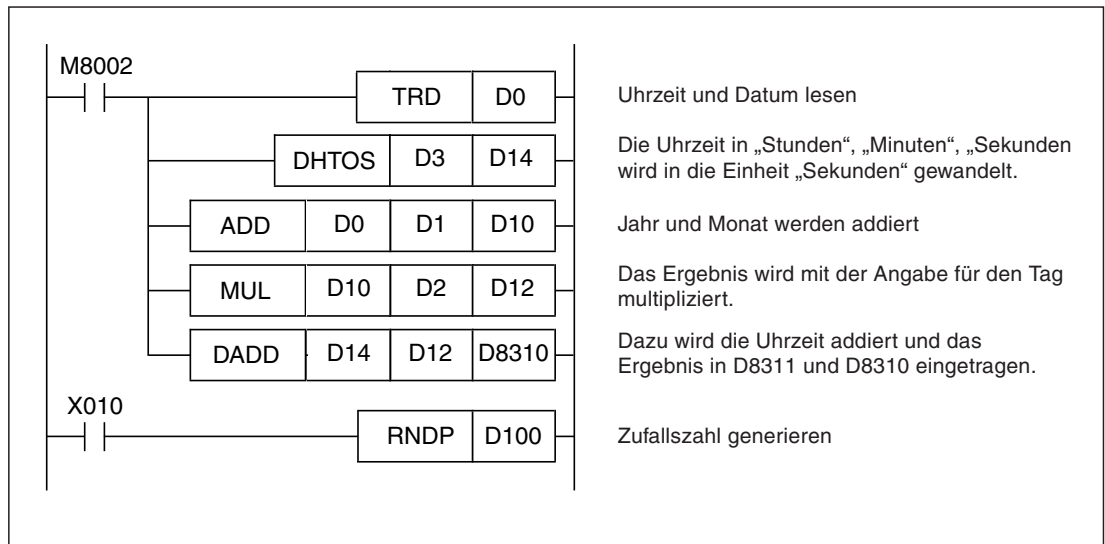 M8002
TRD D0
Uhrzeit und Datum lesen
DHTOS D3 D14
Die Uhrzeit in „Stunden“, „Minuten“, „Sekunden
wird in die Einheit „Sekunden“ gewandelt.
ADD D0 D1 D10
Jahr und Monat werden addiert
MUL D10 D2 D12
Das Ergebnis wird mit der Angabe für den Tag
multipliziert.
DADD D14 D12 D8310
Dazu wird die Uhrzeit addiert und das
Ergebnis in D8311 und D8310 eingetragen.
X010
RNDP D100
Zufallszahl generieren